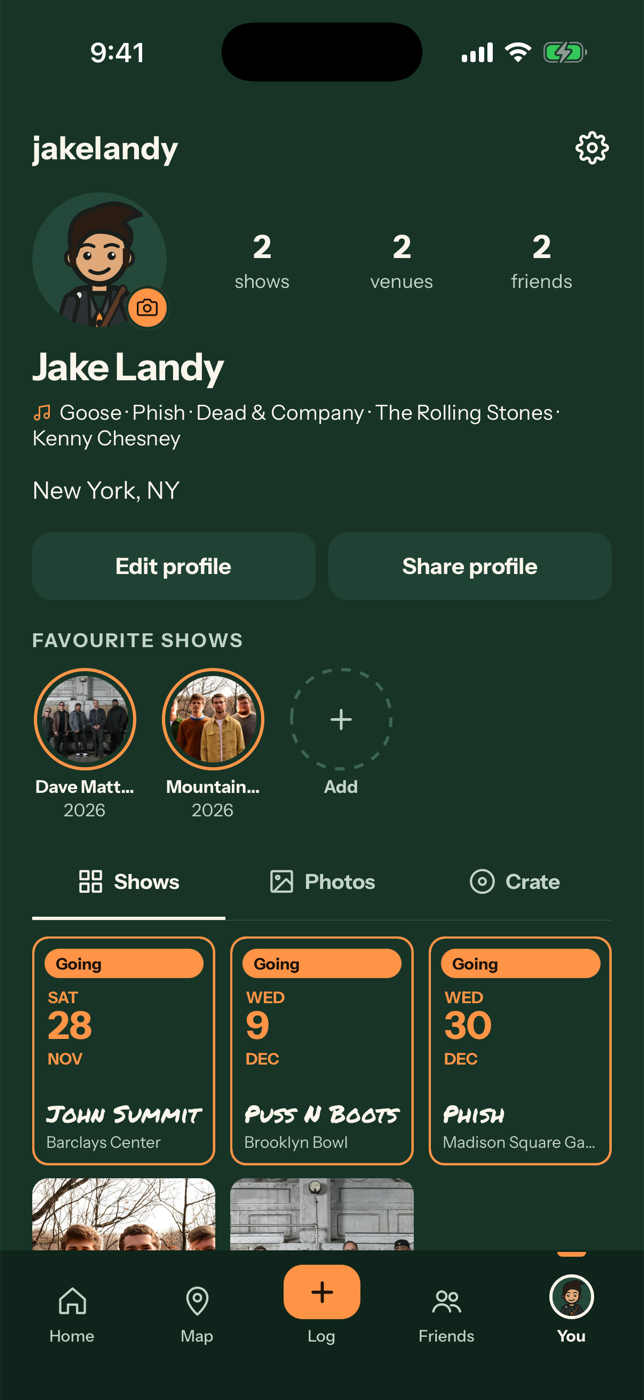 9:41
jakelandy
2 2 2
shows venues friends
Jake Landy
Goose · Phish · Dead & Company · The Rolling Stones ·
Kenny Chesney
New York, NY
Edit profile Share profile
FAVOURITE SHOWS
Dave Matt... Mountain... Add
2026 2026
Shows Photos Crate
Going Going Going
SAT WED WED
28 9 30
NOV DEC DEC
John Summit Puss N Boots Phish
Barclays Center Brooklyn Bowl Madison Square Ga...
Home Map Log Friends You